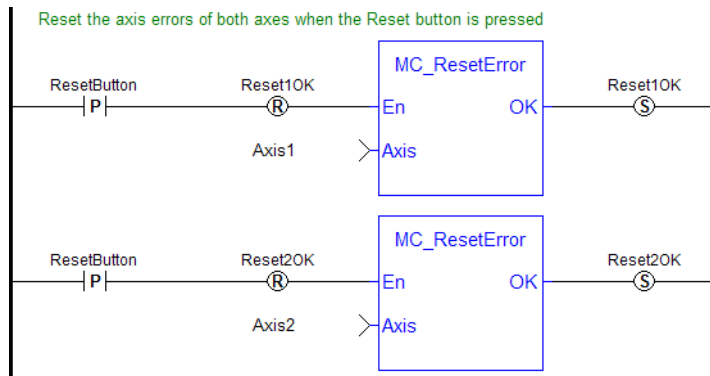 Reset the axis errors of both axes when the Reset button is pressed
MC_ResetError
ResetButton Reset1OK Reset1OK
P R En OK S
Axis1 Axis
MC_ResetError
ResetButton Reset2OK Reset2OK
P R En OK S
Axis2 Axis